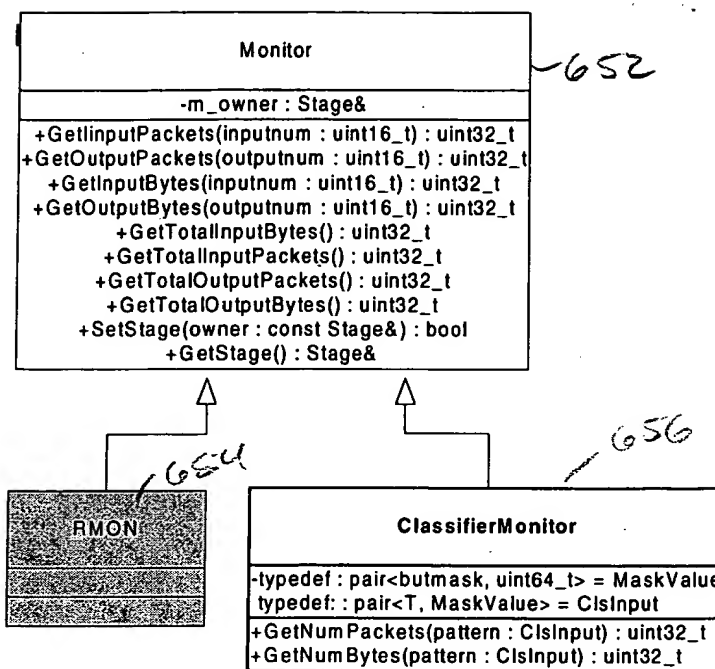 Monitor
652
-m_owner : Stage&
+GetIinputPackets(inputnum : uint16_t) : uint32_t
+GetOutputPackets(outputnum : uint16_t) : uint32_t
+GetInputBytes(inputnum : uint16_t) : uint32_t
+GetOutputBytes(outputnum : uint16_t) : uint32_t
+GetTotalInputBytes() : uint32_t
+GetTotalInputPackets() : uint32_t
+GetTotalOutputPackets() : uint32_t
+GetTotalOutputBytes() : uint32_t
+SetStage(owner : const Stage&) : bool
+GetStage() : Stage&
654
656
RMON
ClassifierMonitor
-typedef : pair<butmask, uint64_t> = MaskValue
typedef: : pair<T, MaskValue> = ClsInput
+GetNumPackets(pattern : ClsInput) : uint32_t
+GetNumBytes(pattern : ClsInput) : uint32_t